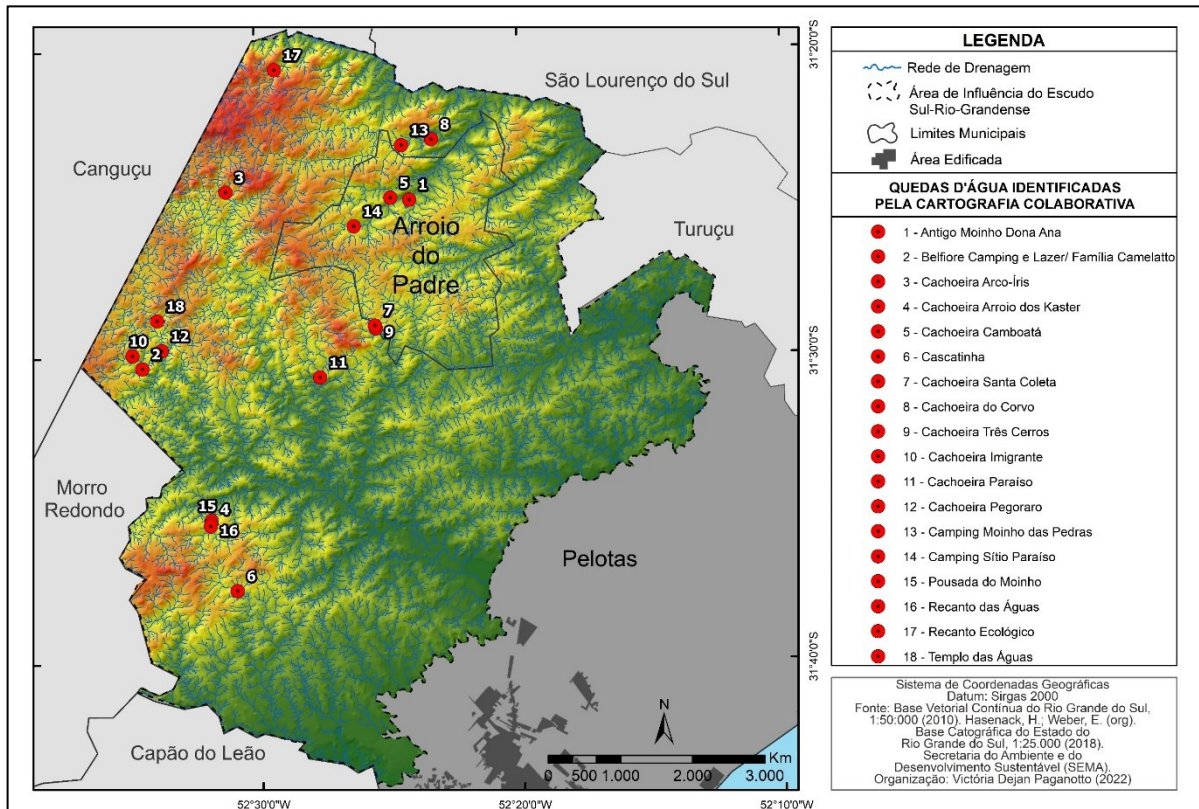 17
São Lourenço do Sul
8
13
Canguçu
3
5
1
14
Arroio
do
Padre
Turuçu
7
9
18
12
10
2
11
Morro
Redondo
15
4
16
6
Pelotas
Capão do Leão
N
Km
0 500 1.000 2.000 3.000
52°30'0"W
52°20'0"W
52°10'0"W
31°20'0"S
31°30'0"S
31°40'0"S
LEGENDA
Rede de Drenagem
Área de Influência do Escudo
Sul-Rio-Grandense
Limites Municipais
Área Edificada
QUEDAS D'ÁGUA IDENTIFICADAS
PELA CARTOGRAFIA COLABORATIVA
1 - Antigo Moinho Dona Ana
2 - Belfiore Camping e Lazer/ Família Camelatto
3 - Cachoeira Arco-Íris
4 - Cachoeira Arroio dos Kaster
5 - Cachoeira Camboatá
6 - Cascatinha
7 - Cachoeira Santa Coleta
8 - Cachoeira do Corvo
9 - Cachoeira Três Cerros
10 - Cachoeira Imigrante
11 - Cachoeira Paraíso
12 - Cachoeira Pegoraro
13 - Camping Moinho das Pedras
14 - Camping Sítio Paraíso
15 - Pousada do Moinho
16 - Recanto das Águas
17 - Recanto Ecológico
18 - Templo das Águas
Sistema de Coordenadas Geográficas
Datum: Sirgas 2000
Fonte: Base Vetorial Contínua do Rio Grande do Sul,
1:50:000 (2010). Hasenack, H.; Weber, E. (org).
Base Catográfica do Estado do
Rio Grande do Sul, 1:25.000 (2018).
Secretaria do Ambiente e do
Desenvolvimento Sustentável (SEMA).
Organização: Victória Dejan Paganotto (2022)